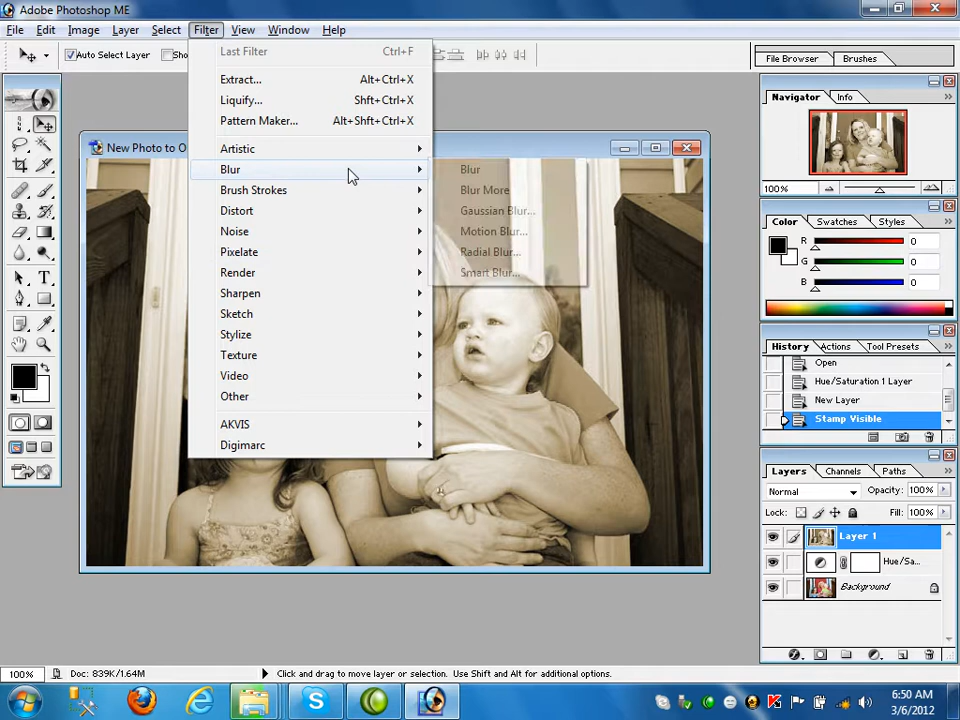 Adobe Photoshop ME
File Edit Image Layer Select Filter View Window Help
Auto Select Layer
File Browser Brushes
Last Filter Ctrl+F
Extract... Alt+Ctrl+X
Liquify... Shft+Ctrl+X
Pattern Maker... Alt+Shft+Ctrl+X
Artistic
Blur
Brush Strokes
Distort
Noise
Pixelate
Render
Sharpen
Sketch
Stylize
Texture
Video
Other
AKVIS
Digimarc
Blur
Blur More
Gaussian Blur...
Motion Blur...
Radial Blur...
Smart Blur...
New Photo to O
Navigator Info
100%
Color Swatches Styles
R 0
G 0
B 0
History Actions Tool Presets
Open
Hue/Saturation 1 Layer
New Layer
Stamp Visible
Layers Channels Paths
Normal Opacity: 100%
Lock: Fill: 100%
Layer 1
Hue/Sa...
Background
100% Doc: 839K/1.64M Click and drag to move layer or selection. Use Shift and Alt for additional options.
6:50 AM
3/6/2012